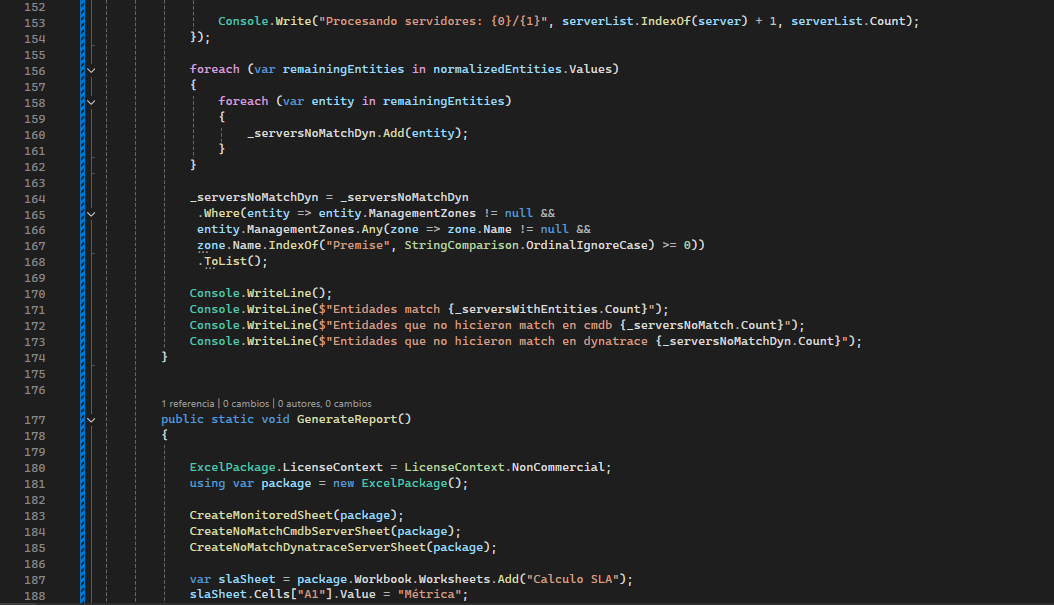 152
153 Console.Write("Procesando servidores: {0}/{1}", serverList.IndexOf(server) + 1, serverList.Count);
154 });
155
156 foreach (var remainingEntities in normalizedEntities.Values)
157 {
158 foreach (var entity in remainingEntities)
159 {
160 _serversNoMatchDyn.Add(entity);
161 }
162 }
163
164 _serversNoMatchDyn = _serversNoMatchDyn
165 .Where(entity => entity.ManagementZones != null &&
166 entity.ManagementZones.Any(zone => zone.Name != null &&
167 zone.Name.IndexOf("Premise", StringComparison.OrdinalIgnoreCase) >= 0))
168 .ToList();
169
170 Console.WriteLine();
171 Console.WriteLine($"Entidades match {_serversWithEntities.Count}");
172 Console.WriteLine($"Entidades que no hicieron match en cmdb {_serversNoMatch.Count}");
173 Console.WriteLine($"Entidades que no hicieron match en dynatrace {_serversNoMatchDyn.Count}");
174 }
175
176
1 referencia | 0 cambios | 0 autores, 0 cambios
177 public static void GenerateReport()
178 {
179
180 ExcelPackage.LicenseContext = LicenseContext.NonCommercial;
181 using var package = new ExcelPackage();
182
183 CreateMonitoredSheet(package);
184 CreateNoMatchCmdbServerSheet(package);
185 CreateNoMatchDynatraceServerSheet(package);
186
187 var slaSheet = package.Workbook.Worksheets.Add("Calculo SLA");
188 slaSheet.Cells["A1"].Value = "Métrica";